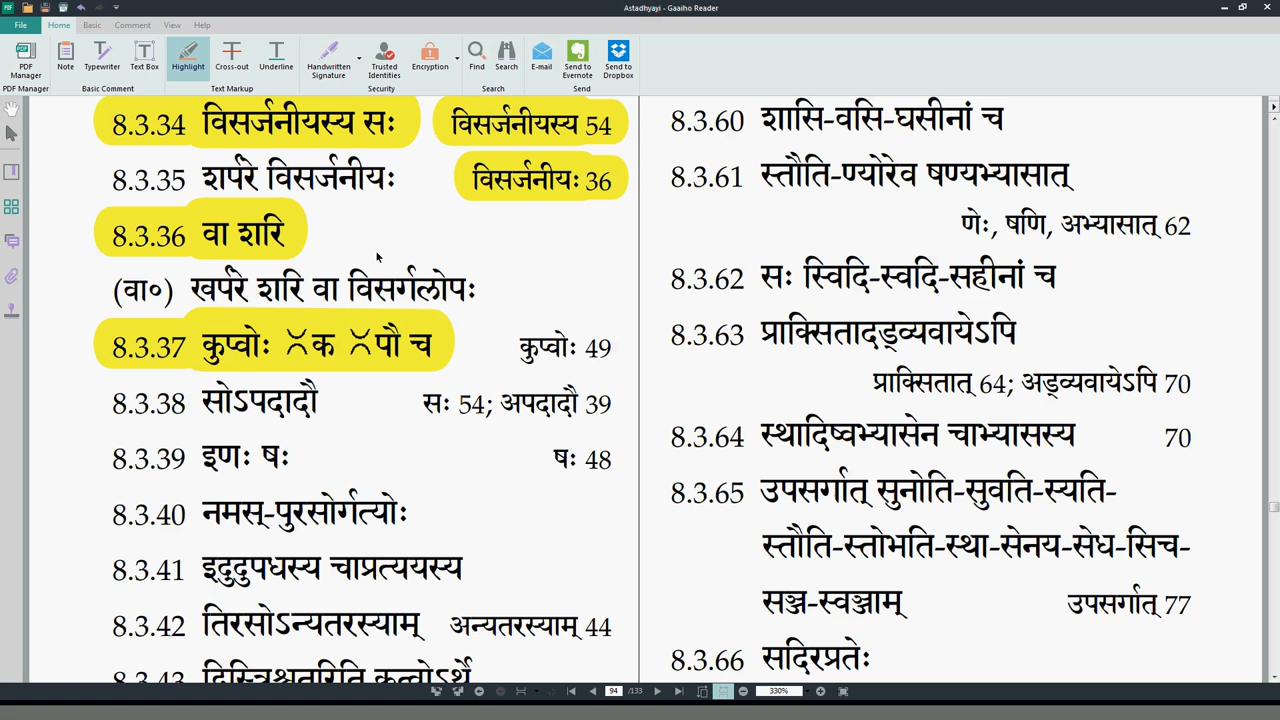 Astadhyayi - Gaaiho Reader
File Home Basic Comment View Help
PDF Manager Note Typewriter Text Box Highlight Cross-out Underline Handwritten Signature Trusted Identities Encryption Find Search E-mail Send to Evernote Send to Dropbox
PDF Manager Basic Comment Text Markup Security Search Send
8.3.34 विसर्जनीयस्य सः विसर्जनीयस्य 54
8.3.35 शर्परे विसर्जनीयः विसर्जनीयः 36
8.3.36 वा शरि
(वा०) खर्परे शरि वा विसर्गलोपः
8.3.37 कुप्वोः ≍क ≍पौ च कुप्वोः 49
8.3.38 सोऽपदादौ सः 54; अपदादौ 39
8.3.39 इणः षः षः 48
8.3.40 नमस्-पुरसोर्गत्योः
8.3.41 इदुदुपधस्य चाप्रत्ययस्य
8.3.42 तिरसोऽन्यतरस्याम् अन्यतरस्याम् 44
8.3.43 द्विस्त्रिश्चतुरिति कृत्वोऽर्थे
8.3.60 शासि-वसि-घसीनां च
8.3.61 स्तौति-ण्योरेव षण्यभ्यासात्
णेः, षणि, अभ्यासात् 62
8.3.62 सः स्विदि-स्वदि-सहीनां च
8.3.63 प्राक्सितादड्व्यवायेऽपि
प्राक्सितात् 64; अड्व्यवायेऽपि 70
8.3.64 स्थादिष्वभ्यासेन चाभ्यासस्य 70
8.3.65 उपसर्गात् सुनोति-सुवति-स्यति-
स्तौति-स्तोभति-स्था-सेनय-सेध-सिच-
सञ्ज-स्वञ्जाम् उपसर्गात् 77
8.3.66 सदिरप्रतेः
94 /133 330%